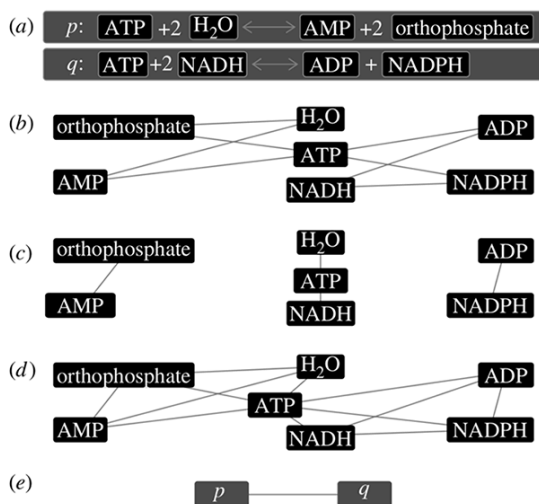 (a) p: ATP +2 H₂O ⟷ AMP +2 orthophosphate
q: ATP +2 NADH ⟷ ADP + NADPH
(b) orthophosphate H₂O ADP
ATP
AMP NADH NADPH
(c) orthophosphate H₂O ADP
ATP
AMP NADH NADPH
(d) orthophosphate H₂O ADP
ATP
AMP NADH NADPH
(e) p q